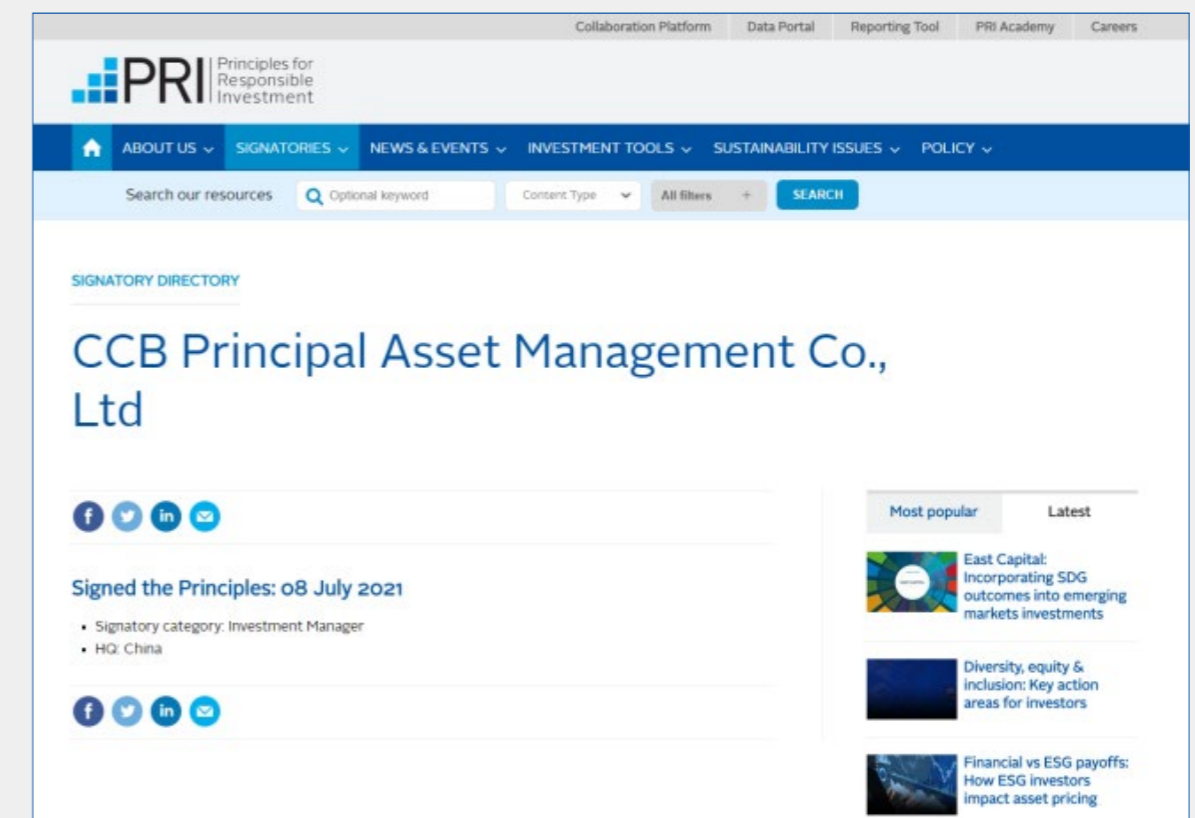 Collaboration Platform Data Portal Reporting Tool PRI Academy Careers
PRI Principles for
Responsible
Investment
ABOUT US SIGNATORIES NEWS & EVENTS INVESTMENT TOOLS SUSTAINABILITY ISSUES POLICY
Search our resources Optional keyword Content Type All filters + SEARCH
SIGNATORY DIRECTORY
CCB Principal Asset Management Co.,
Ltd
Signed the Principles: 08 July 2021
• Signatory category: Investment Manager
• HQ: China
Most popular Latest
East Capital:
Incorporating SDG
outcomes into emerging
markets investments
Diversity, equity &
inclusion: Key action
areas for investors
Financial vs ESG payoffs:
How ESG investors
impact asset pricing